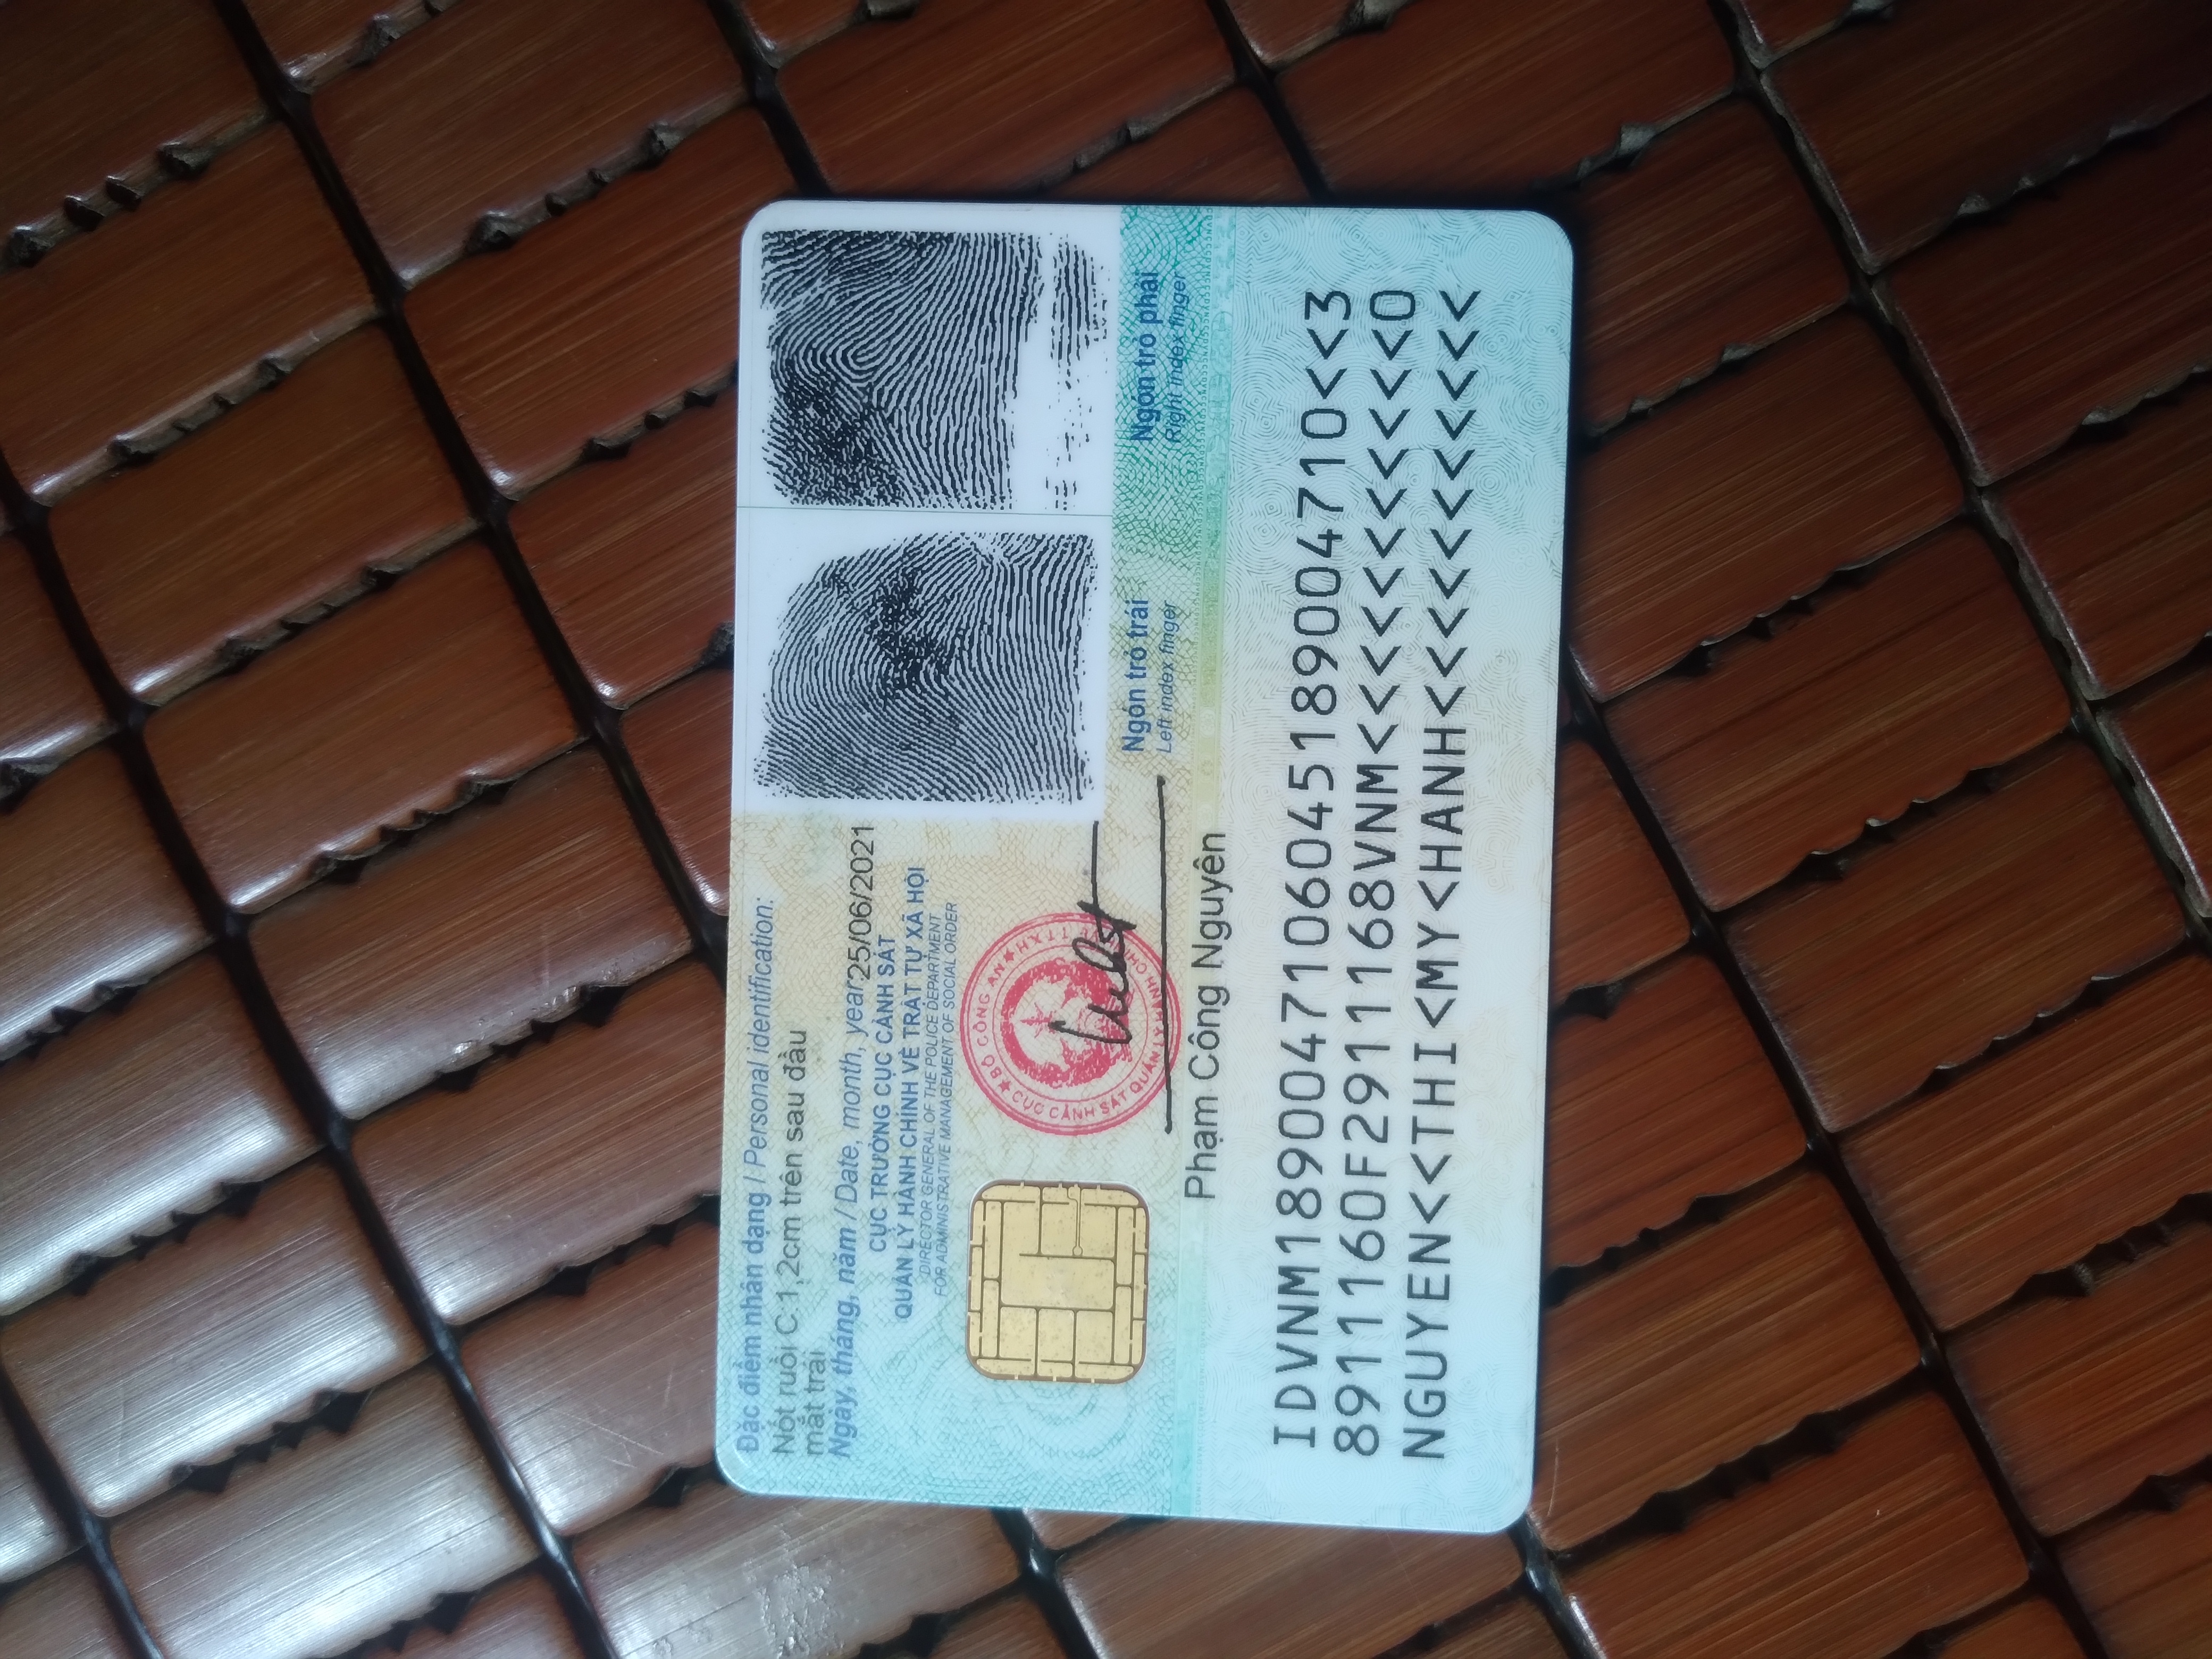 Đặc điểm nhân dạng / Personal identification:
Nốt ruồi C:1,2cm trên sau đầu
mắt trái
Ngày, tháng, năm / Date, month, year:25/06/2021
CỤC TRƯỞNG CỤC CẢNH SÁT
QUẢN LÝ HÀNH CHÍNH VỀ TRẬT TỰ XÃ HỘI
DIRECTOR GENERAL OF THE POLICE DEPARTMENT
FOR ADMINISTRATIVE MANAGEMENT OF SOCIAL ORDER
BỘ CÔNG AN
CỤC CẢNH SÁT QUẢN LÝ HÀNH CHÍNH
Ngón trỏ trái
Left index finger
Ngón trỏ phải
Right index finger
Phạm Công Nguyên
IDVNM1890047106045189004710<<3
8911160F2911168VNM<<<<<<<<<<<0
NGUYEN<<THI<MY<HANH<<<<<<<<<<<